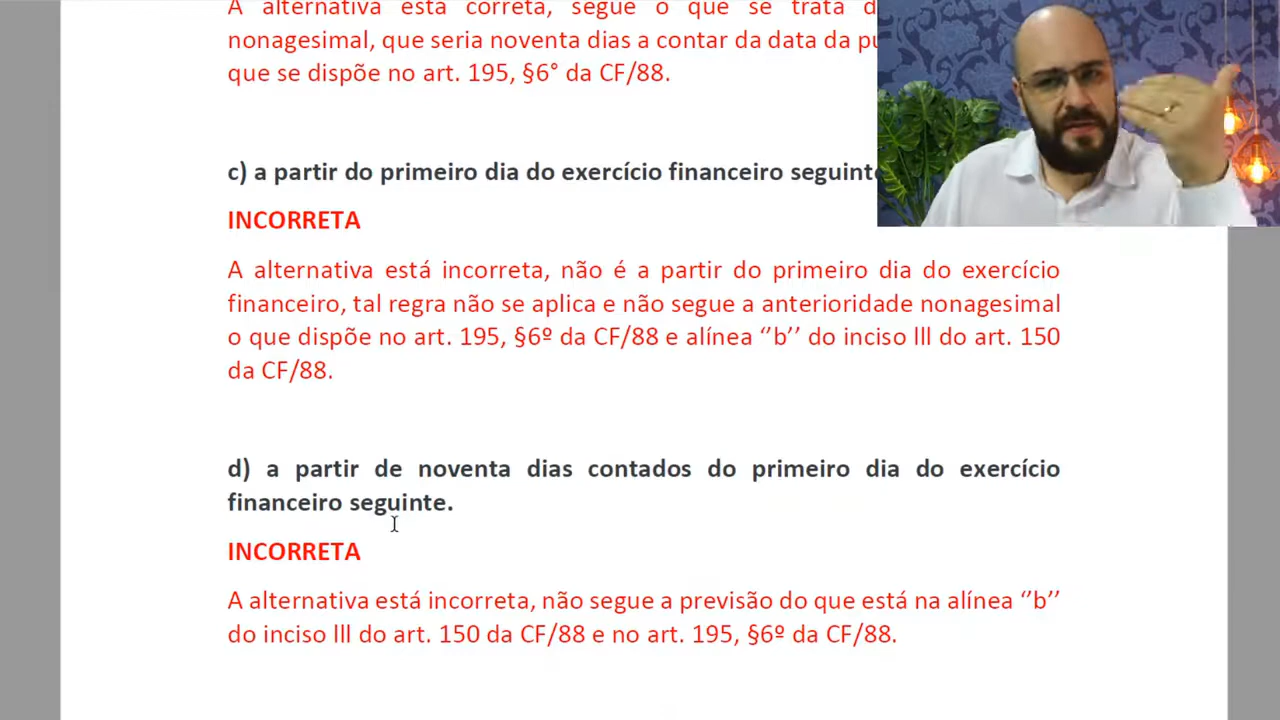 A alternativa está correta, segue o que se trata d
nonagesimal, que seria noventa dias a contar da data da
que se dispõe no art. 195, §6° da CF/88.
c) a partir do primeiro dia do exercício financeiro seguinte
INCORRETA
A alternativa está incorreta, não é a partir do primeiro dia do exercício
financeiro, tal regra não se aplica e não segue a anterioridade nonagesimal
o que dispõe no art. 195, §6º da CF/88 e alínea ‘’b’’ do inciso lll do art. 150
da CF/88.
d) a partir de noventa dias contados do primeiro dia do exercício
financeiro seguinte.
INCORRETA
A alternativa está incorreta, não segue a previsão do que está na alínea ‘’b’’
do inciso lll do art. 150 da CF/88 e no art. 195, §6º da CF/88.